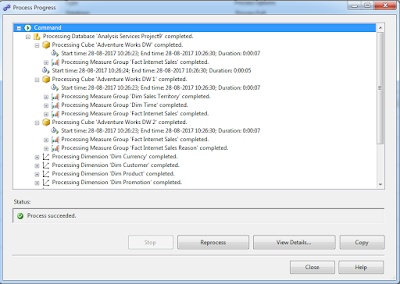 Process Progress
Command
Processing Database 'Analysis Services Project9' completed.
Processing Cube 'Adventure Works DW' completed.
Start time: 28-08-2017 10:26:23; End time: 28-08-2017 10:26:30; Duration: 0:00:07
Processing Measure Group 'Fact Internet Sales' completed.
Start time: 28-08-2017 10:26:24; End time: 28-08-2017 10:26:30; Duration: 0:00:05
Processing Cube 'Adventure Works DW 1' completed.
Start time: 28-08-2017 10:26:23; End time: 28-08-2017 10:26:30; Duration: 0:00:07
Processing Measure Group 'Dim Sales Territory' completed.
Processing Measure Group 'Dim Time' completed.
Processing Measure Group 'Fact Internet Sales' completed.
Processing Cube 'Adventure Works DW 2' completed.
Start time: 28-08-2017 10:26:23; End time: 28-08-2017 10:26:30; Duration: 0:00:07
Processing Measure Group 'Fact Internet Sales' completed.
Processing Measure Group 'Fact Internet Sales Reason' completed.
Processing Dimension 'Dim Currency' completed.
Processing Dimension 'Dim Customer' completed.
Processing Dimension 'Dim Product' completed.
Processing Dimension 'Dim Promotion' completed.
Status:
Process succeeded.
Stop Reprocess View Details... Copy
Close Help